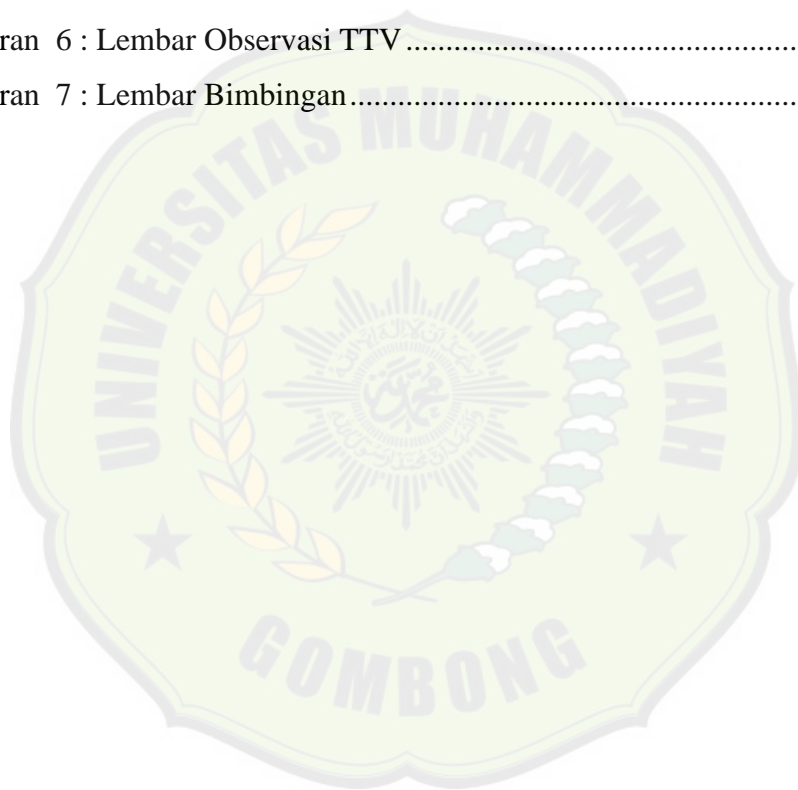 ran 6 : Lembar Observasi TTV ..........................................................
ran 7 : Lembar Bimbingan ..................................................................
UNIVERSITAS MUHAMMADIYAH
GOMBONG